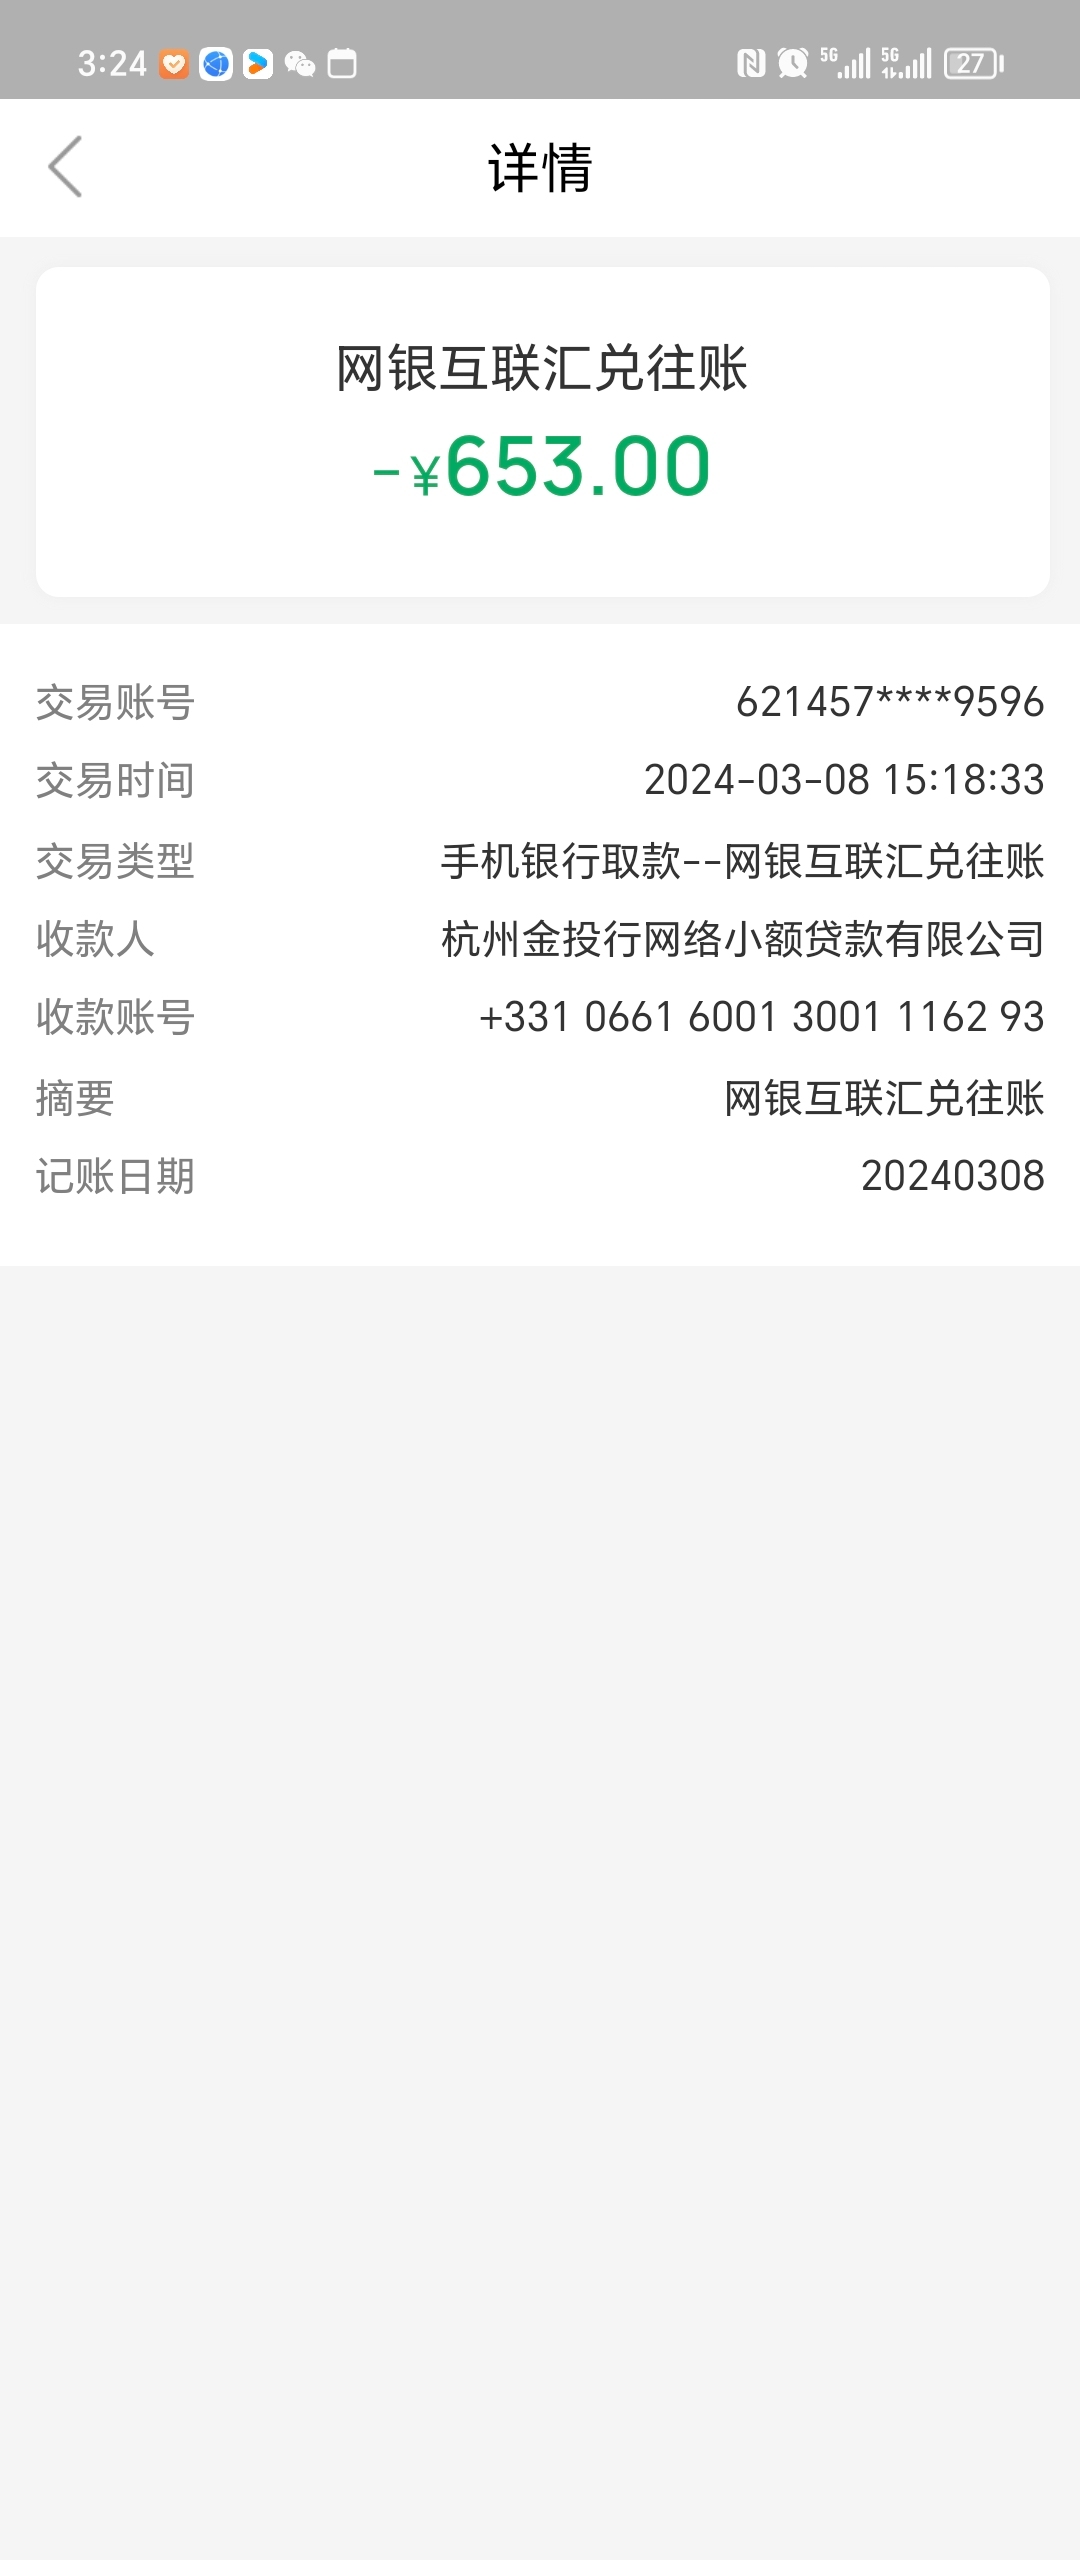 3:24
5G 5G 27
详情
网银互联汇兑往账
-¥653.00
交易账号 621457****9596
交易时间 2024-03-08 15:18:33
交易类型 手机银行取款--网银互联汇兑往账
收款人 杭州金投行网络小额贷款有限公司
收款账号 +331 0661 6001 3001 1162 93
摘要 网银互联汇兑往账
记账日期 20240308